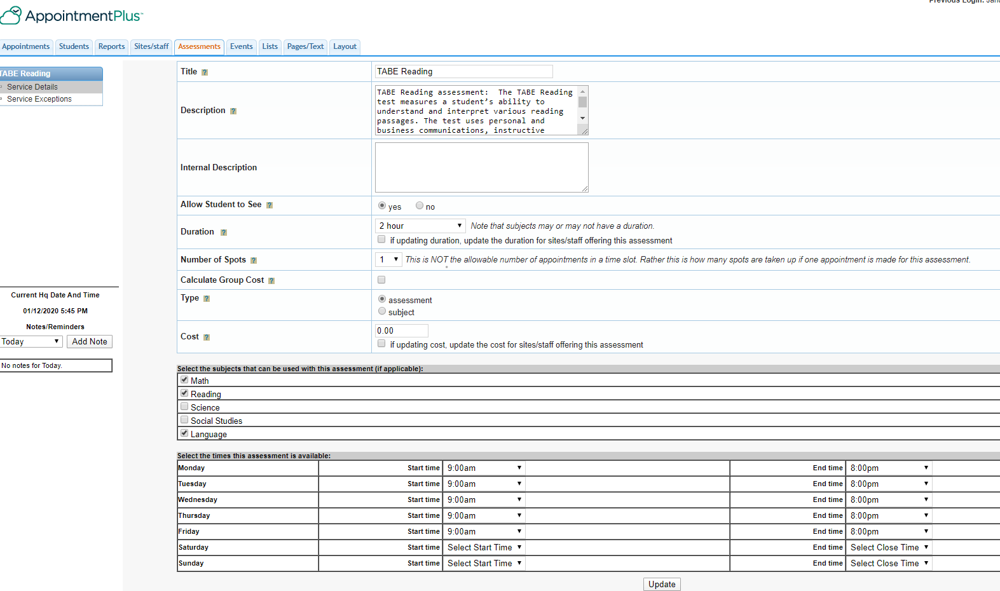 Previous Login:
AppointmentPlus
Appointments Students Reports Sites/staff Assessments Events Lists Pages/Text Layout
TABE Reading
Service Details
Service Exceptions
Current Hq Date And Time
01/12/2020 5:45 PM
Notes/Reminders
Today Add Note
No notes for Today.
Title ? TABE Reading
Description ?
TABE Reading assessment:  The TABE Reading
test measures a student’s ability to
understand and interpret various reading
passages. The test uses personal and
business communications, instructive
Internal Description
Allow Student to See ? yes no
Duration ? 2 hour Note that subjects may or may not have a duration.
if updating duration, update the duration for sites/staff offering this assessment
Number of Spots ? 1 This is NOT the allowable number of appointments in a time slot. Rather this is how many spots are taken up if one appointment is made for this assessment.
Calculate Group Cost ?
Type ? assessment
subject
Cost ? 0.00
if updating cost, update the cost for sites/staff offering this assessment
Select the subjects that can be used with this assessment (if applicable):
Math
Reading
Science
Social Studies
Language
Select the times this assessment is available:
Monday Start time 9:00am End time 8:00pm
Tuesday Start time 9:00am End time 8:00pm
Wednesday Start time 9:00am End time 8:00pm
Thursday Start time 9:00am End time 8:00pm
Friday Start time 9:00am End time 8:00pm
Saturday Start time Select Start Time End time Select Close Time
Sunday Start time Select Start Time End time Select Close Time
Update